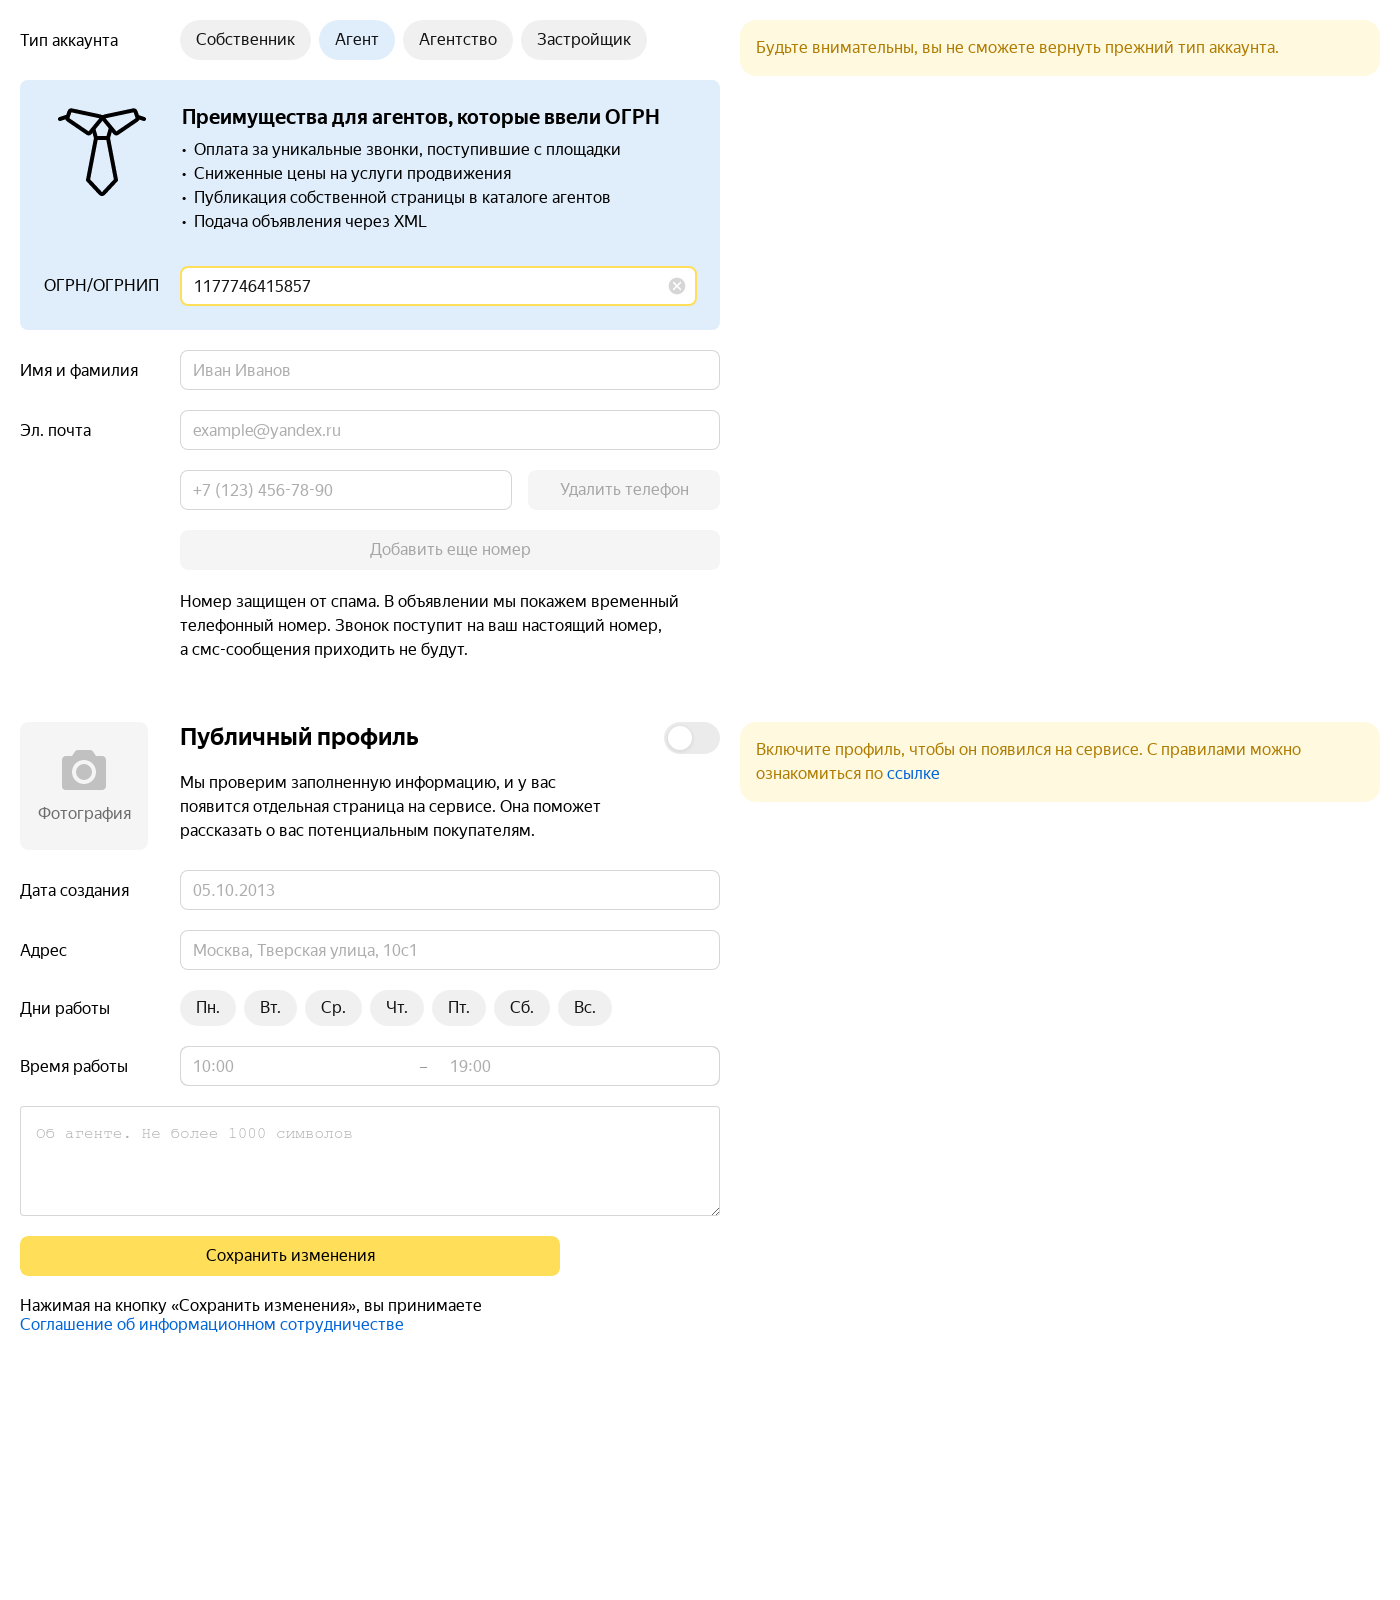 Тип аккаунта
Собственник
Агент
Агентство
Застройщик
Будьте внимательны, вы не сможете вернуть прежний тип аккаунта.
Преимущества для агентов, которые ввели ОГРН
• Оплата за уникальные звонки, поступившие с площадки
• Сниженные цены на услуги продвижения
• Публикация собственной страницы в каталоге агентов
• Подача объявления через XML
ОГРН/ОГРНИП
1177746415857
Имя и фамилия
Иван Иванов
Эл. почта
example@yandex.ru
+7 (123) 456-78-90
Удалить телефон
Добавить еще номер
Номер защищен от спама. В объявлении мы покажем временный
телефонный номер. Звонок поступит на ваш настоящий номер,
а смс-сообщения приходить не будут.
Фотография
Публичный профиль
Мы проверим заполненную информацию, и у вас
появится отдельная страница на сервисе. Она поможет
рассказать о вас потенциальным покупателям.
Включите профиль, чтобы он появился на сервисе. С правилами можно
ознакомиться по ссылке
Дата создания
05.10.2013
Адрес
Москва, Тверская улица, 10с1
Дни работы
Пн.
Вт.
Ср.
Чт.
Пт.
Сб.
Вс.
Время работы
10:00 – 19:00
Об агенте. Не более 1000 символов
Сохранить изменения
Нажимая на кнопку «Сохранить изменения», вы принимаете
Соглашение об информационном сотрудничестве